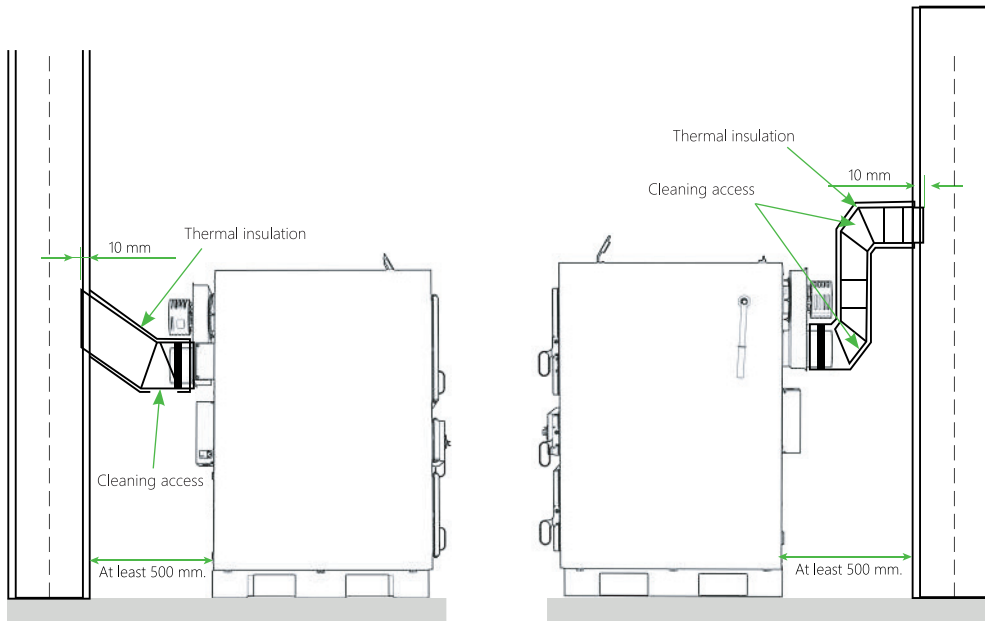 Thermal insulation
10 mm
Cleaning access
At least 500 mm.
Thermal insulation
10 mm
Cleaning access
At least 500 mm.